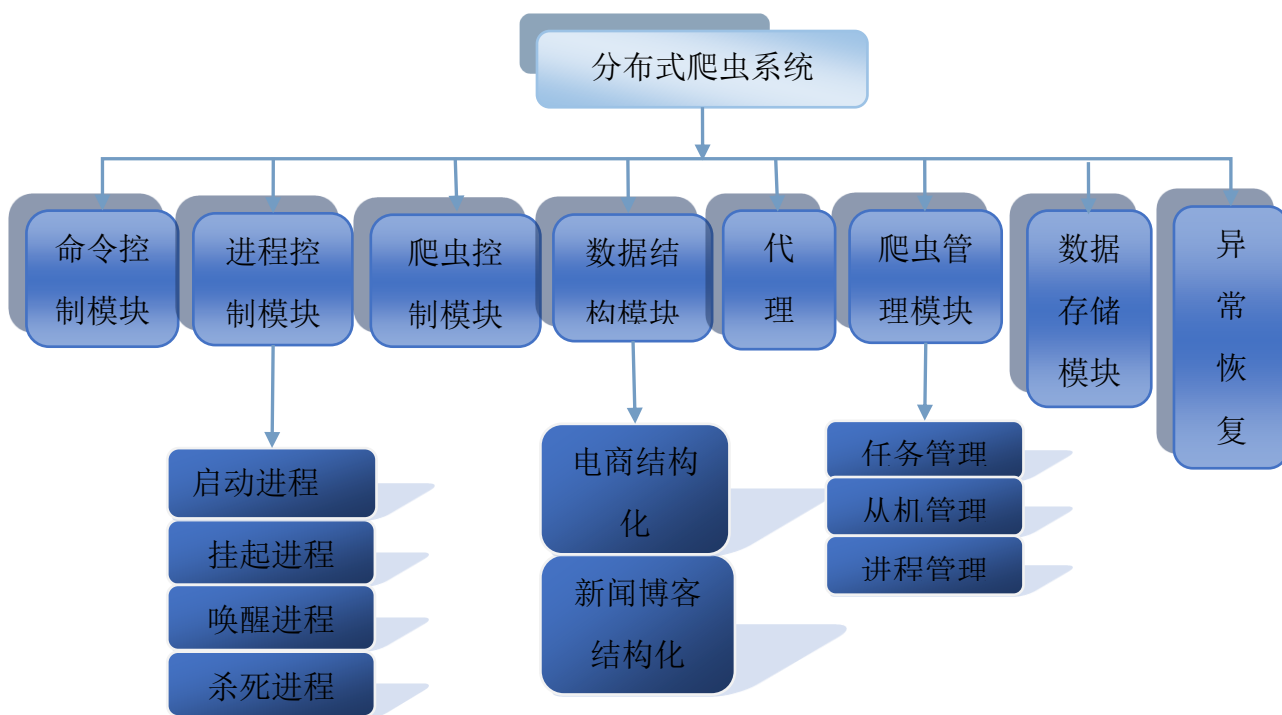 分布式爬虫系统
命令控
制模块
进程控
制模块
爬虫控
制模块
数据结
构模块
代
理
爬虫管
理模块
数据
存储
模块
异
常
恢
复
启动进程
挂起进程
唤醒进程
杀死进程
电商结构
化
新闻博客
结构化
任务管理
从机管理
进程管理